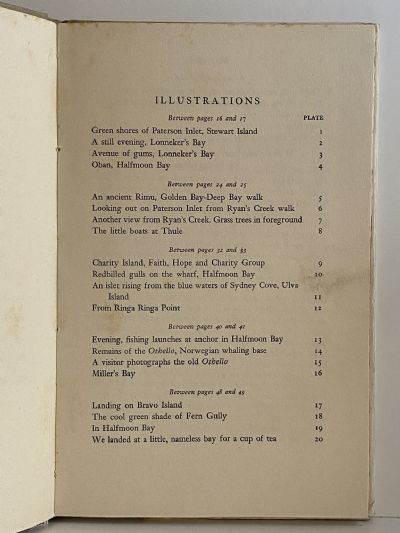 ILLUSTRATIONS
Between pages 16 and 17 PLATE
Green shores of Paterson Inlet, Stewart Island 1
A still evening, Lonneker's Bay 2
Avenue of gums, Lonneker's Bay 3
Oban, Halfmoon Bay 4
Between pages 24 and 25
An ancient Rimu, Golden Bay-Deep Bay walk 5
Looking out on Paterson Inlet from Ryan's Creek walk 6
Another view from Ryan's Creek. Grass trees in foreground 7
The little boats at Thule 8
Between pages 32 and 33
Charity Island, Faith, Hope and Charity Group 9
Redbilled gulls on the wharf, Halfmoon Bay 10
An islet rising from the blue waters of Sydney Cove, Ulva
Island 11
From Ringa Ringa Point 12
Between pages 40 and 41
Evening, fishing launches at anchor in Halfmoon Bay 13
Remains of the Othello, Norwegian whaling base 14
A visitor photographs the old Othello 15
Miller's Bay 16
Between pages 48 and 49
Landing on Bravo Island 17
The cool green shade of Fern Gully 18
In Halfmoon Bay 19
We landed at a little, nameless bay for a cup of tea 20